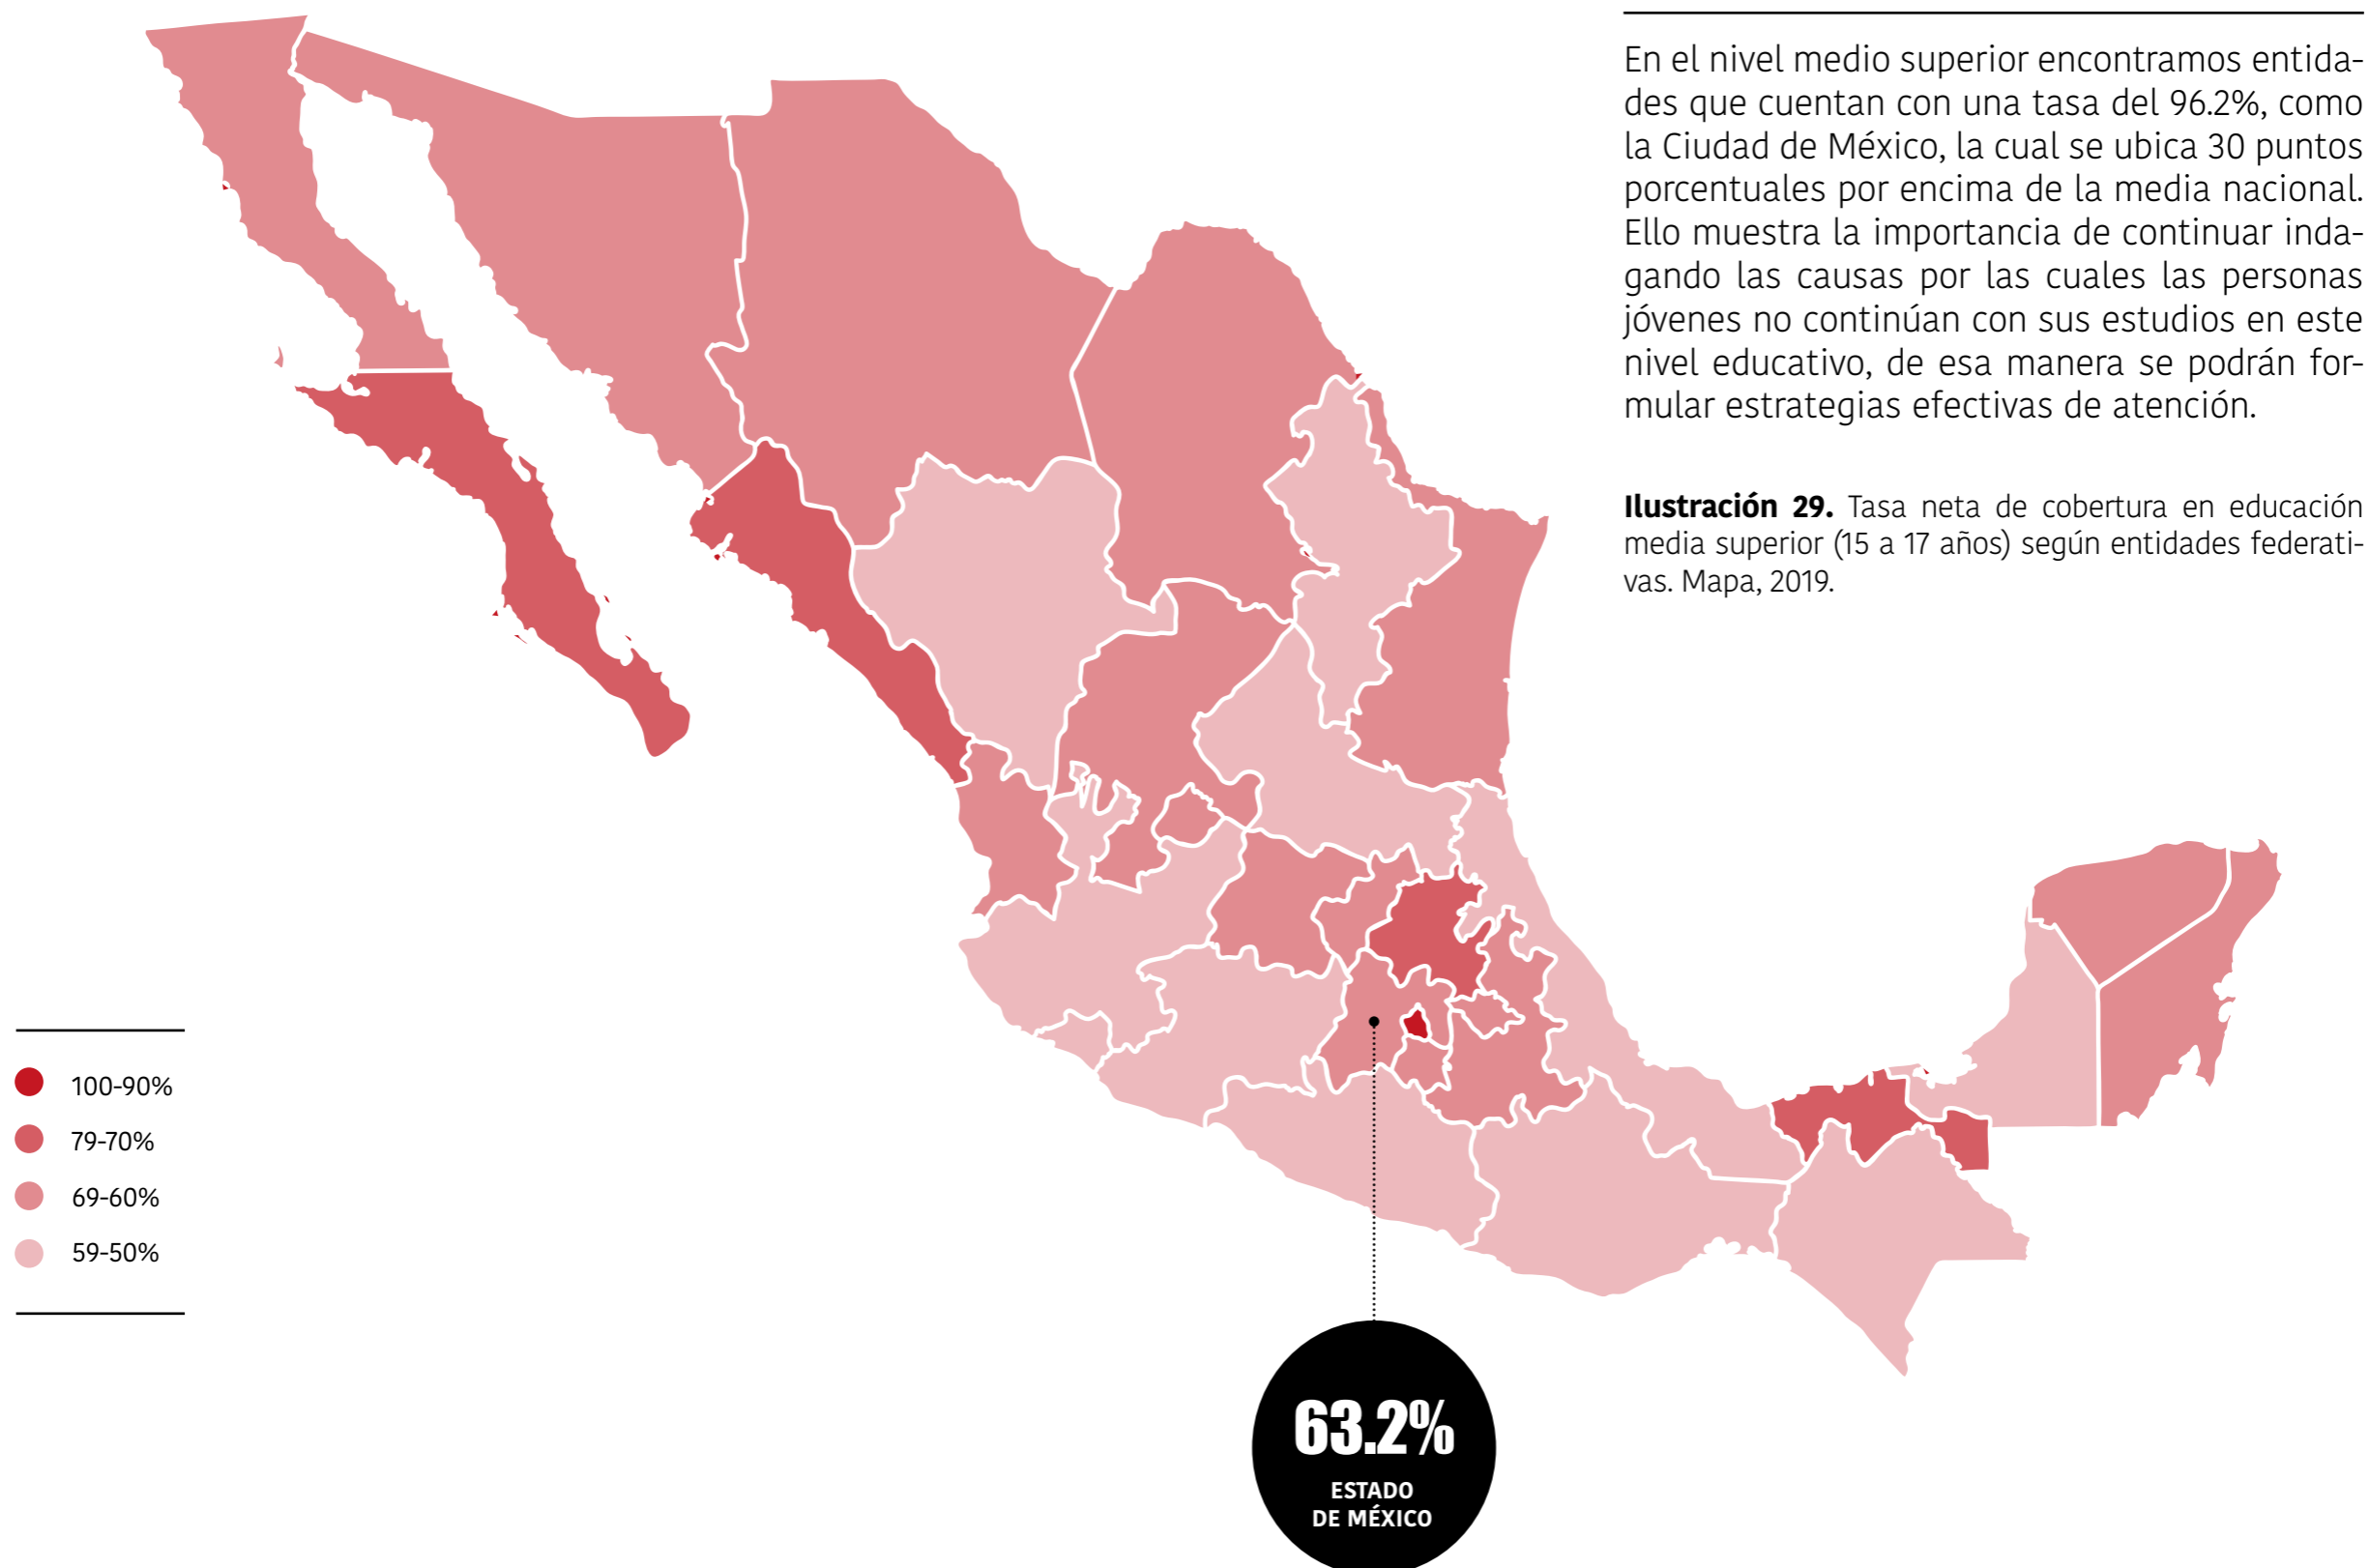 En el nivel medio superior encontramos entida-
des que cuentan con una tasa del 96.2%, como
la Ciudad de México, la cual se ubica 30 puntos
porcentuales por encima de la media nacional.
Ello muestra la importancia de continuar inda-
gando las causas por las cuales las personas
jóvenes no continúan con sus estudios en este
nivel educativo, de esa manera se podrán for-
mular estrategias efectivas de atención.
Ilustración 29. Tasa neta de cobertura en educación
media superior (15 a 17 años) según entidades federati-
vas. Mapa, 2019.
100-90%
79-70%
69-60%
59-50%
63.2%
ESTADO
DE MÉXICO